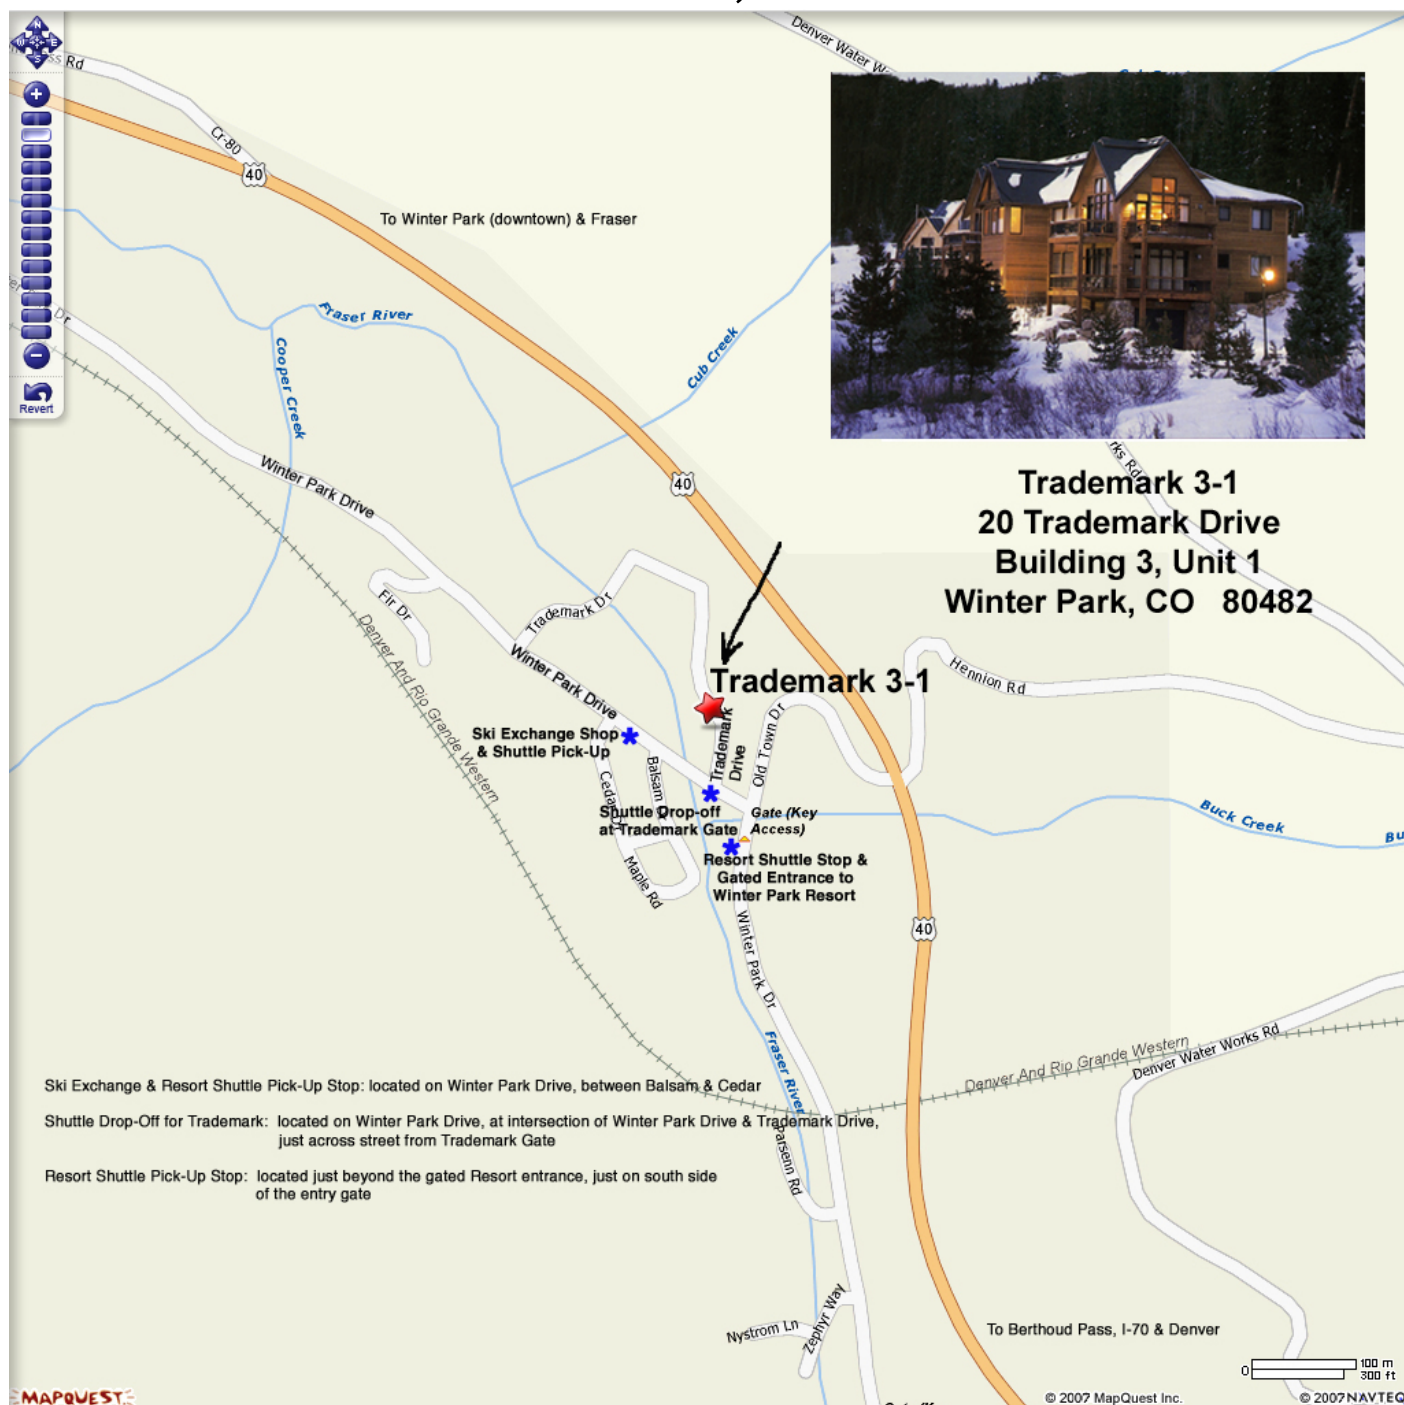 Denver Water W
ss Rd
N
W
E
S
Cr-80
40
To Winter Park (downtown) & Fraser
Dr
Fraser River
Cooper Creek
Cub Creek
Revert
Winter Park Drive
40
rks Rd
Trademark 3-1
20 Trademark Drive
Building 3, Unit 1
Winter Park, CO 80482
Fir Dr
Trademark Dr
Denver And Rio Grande Western
Winter Park Drive
Hennion Rd
Trademark 3-1
Ski Exchange Shop
& Shuttle Pick-Up
Trademark
Drive
Old Town Dr
Balsam
Cedar
Shuttle Drop-off
at Trademark Gate
Gate (Key
Access)
Buck Creek
Bu
Resort Shuttle Stop &
Gated Entrance to
Winter Park Resort
Maple Rd
Winter Park Dr
40
Fraser River
Denver And Rio Grande Western
Denver Water Works Rd
Ski Exchange & Resort Shuttle Pick-Up Stop: located on Winter Park Drive, between Balsam & Cedar
Shuttle Drop-Off for Trademark: located on Winter Park Drive, at intersection of Winter Park Drive & Trademark Drive,
just across street from Trademark Gate
Resort Shuttle Pick-Up Stop: located just beyond the gated Resort entrance, just on south side
of the entry gate
Parsenn Rd
Nystrom Ln
Zephyr Way
To Berthoud Pass, I-70 & Denver
0
100 m
300 ft
MAPQUEST
© 2007 MapQuest Inc.
© 2007 NAVTEQ